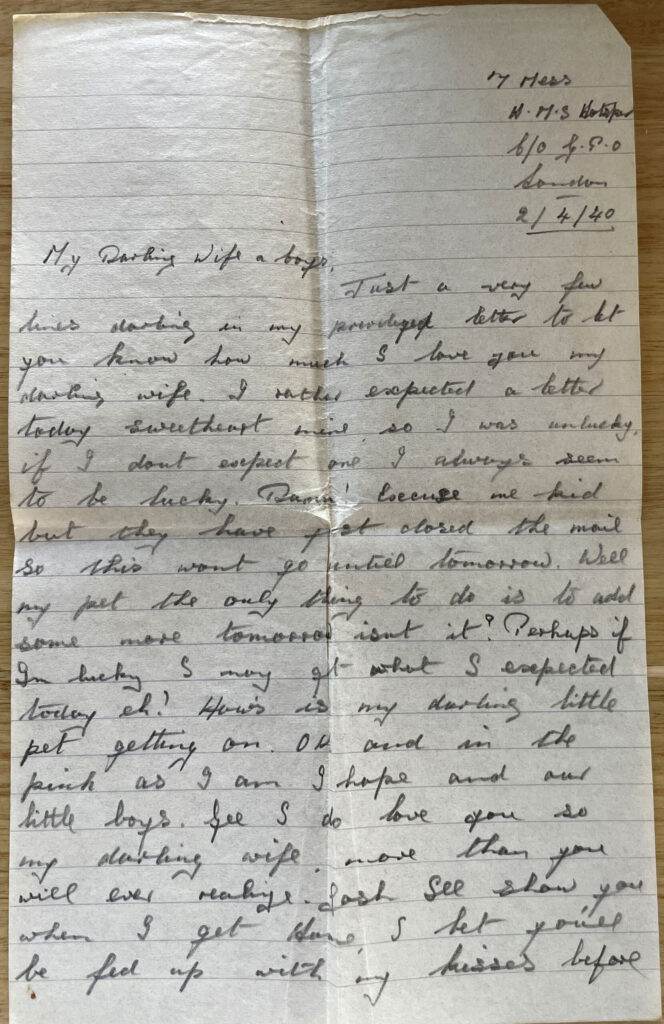 7 Mess
H.M.S Hotspur
C/O G.P.O
London
2/4/40
My Darling Wife & boys,
Just a very few
lines darling in my privileged letter to let
you know how much I love you my
darling wife. I rather expected a letter
today sweetheart mine, so I was unlucky,
if I dont expect one I always seem
to be lucky. Damn! Excuse me kid
but they have just closed the mail
so this wont go untill tomorrow. Well
my pet the only thing to do is to add
some more tomorrow isnt it? Perhaps if
Im lucky I may get what I expected
today eh! Hows is my darling little
pet getting on. OK and in the
pink as I am I hope and our
little boys. Gee I do love you so
my darling wife, more than you
will ever realize. Gosh Ill show you
when I get Home, I bet you'll
be fed up with my kisses before